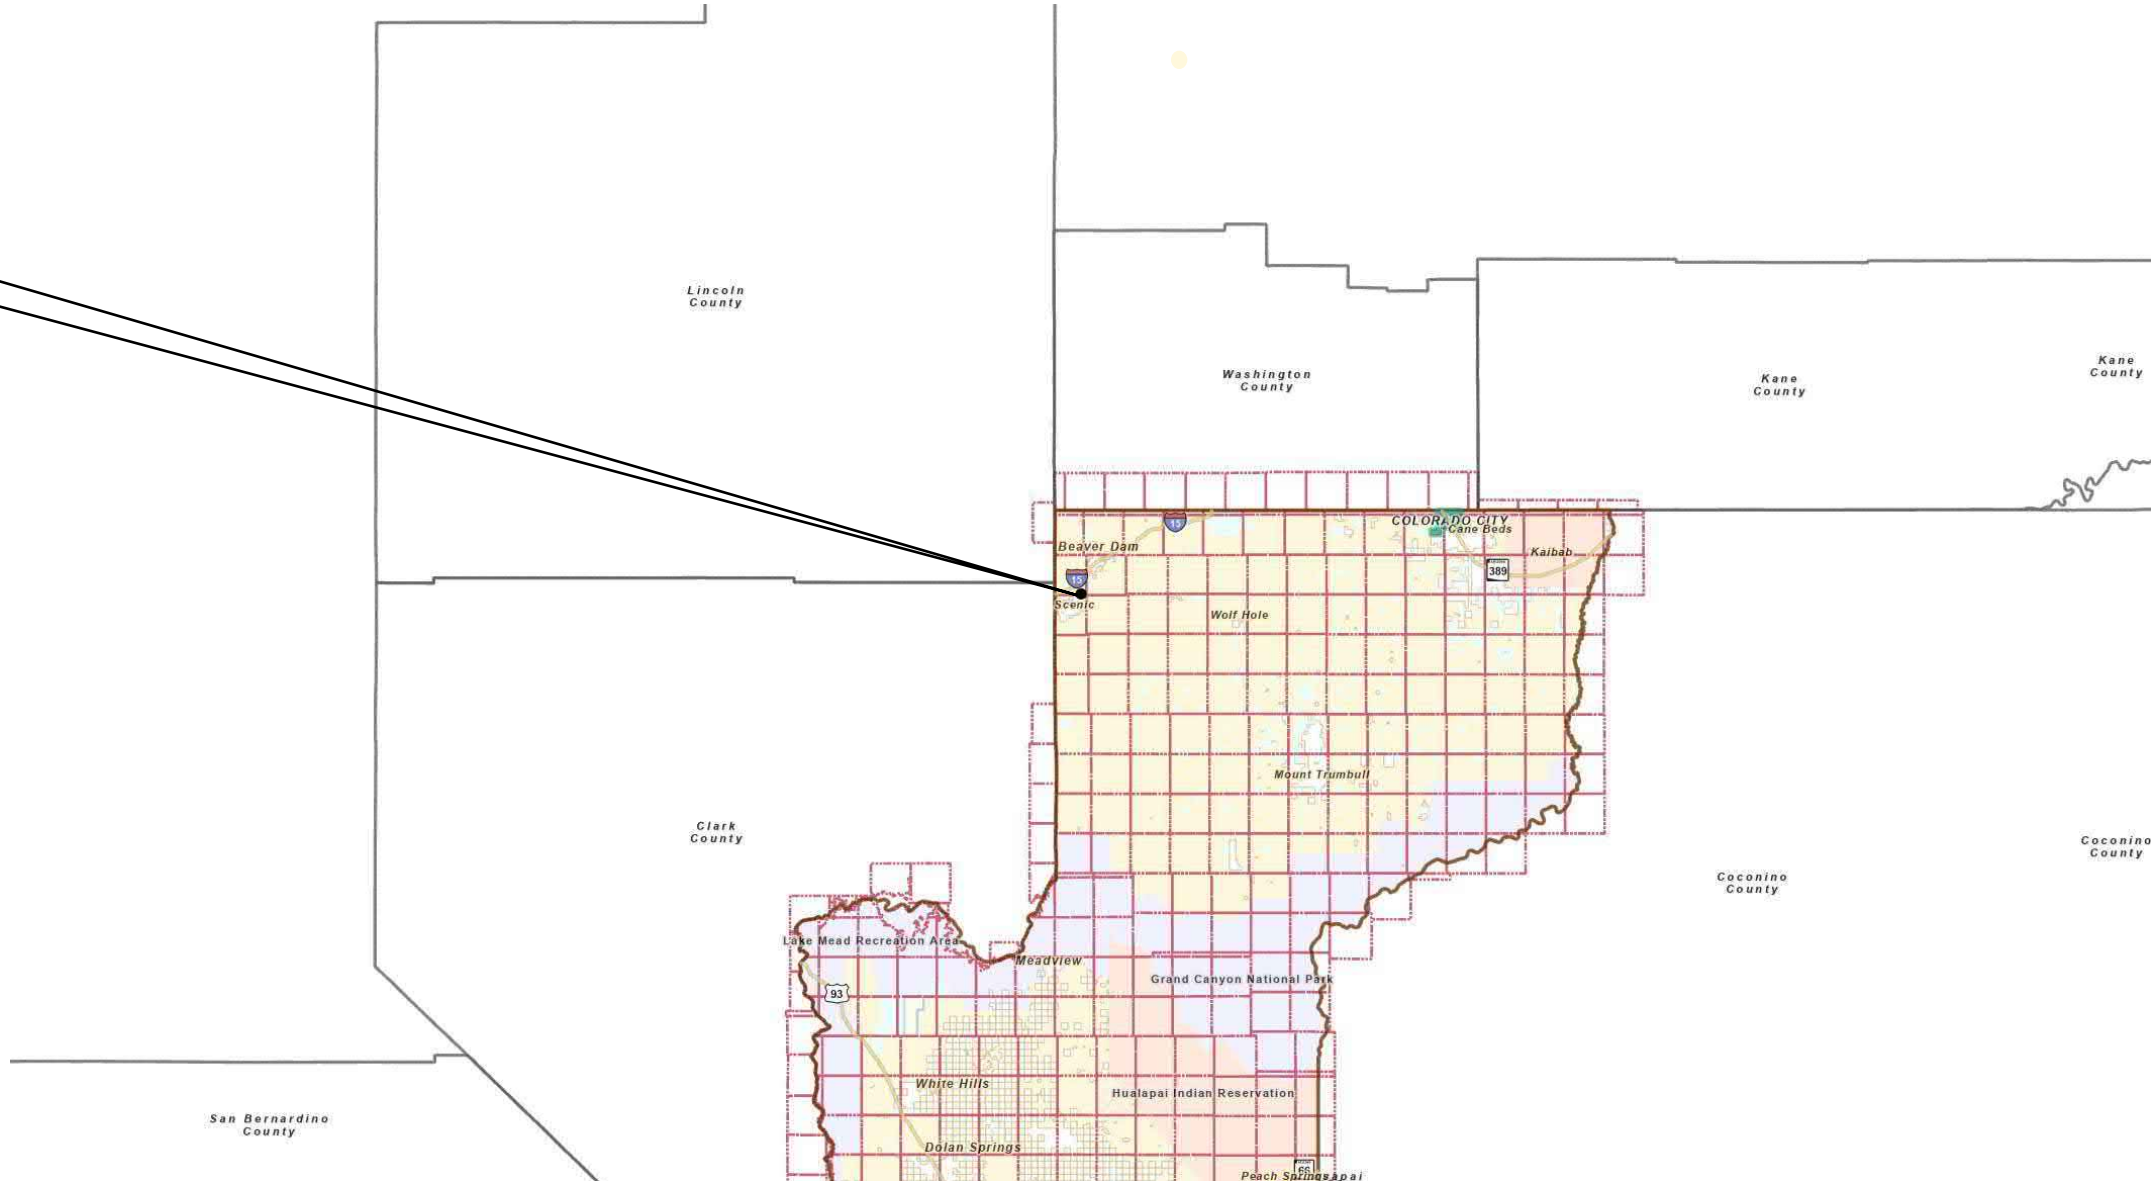 Lincoln
County
Washington
County
Kane
County
Kane
County
15
COLORADO CITY
Cane Beds
Beaver Dam
Kaibab
389
15
Scenic
Wolf Hole
Mount Trumbull
Clark
County
Coconino
County
Coconino
County
Lake Mead Recreation Area
Meadview
Grand Canyon National Park
93
White Hills
Hualapai Indian Reservation
San Bernardino
County
Dolan Springs
66
Peach Springs